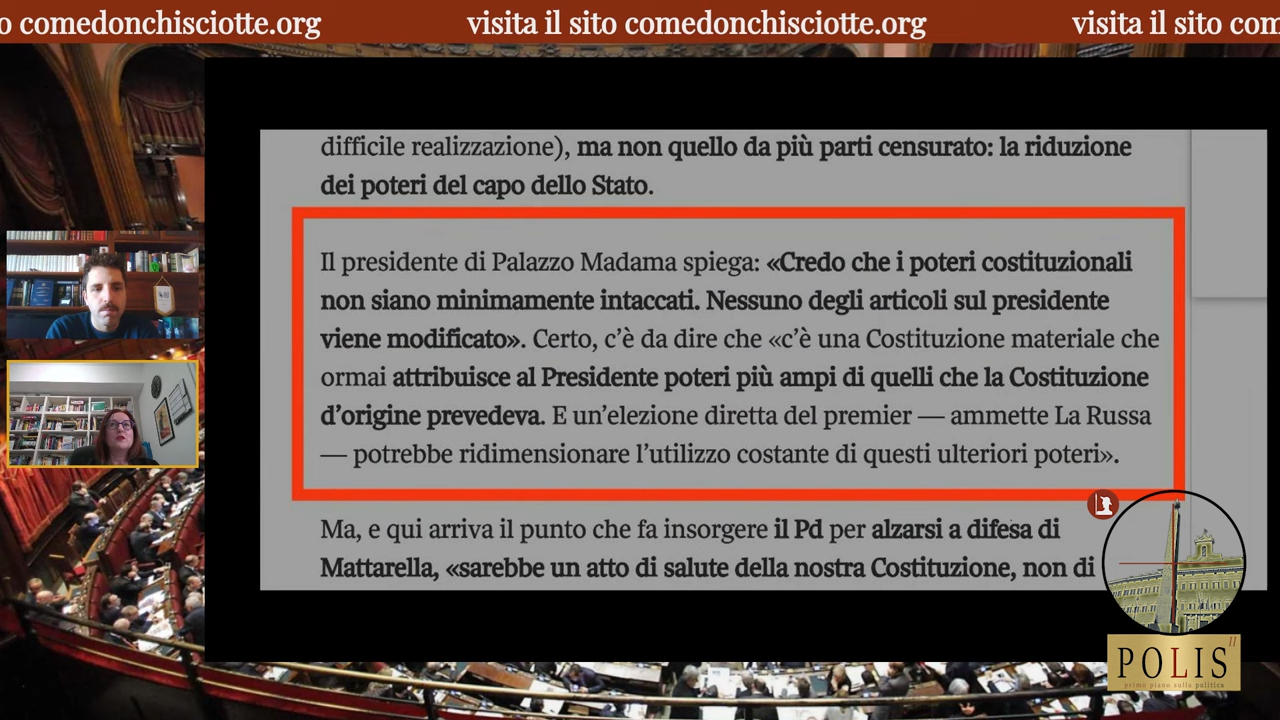 o comedonchisciotte.org
visita il sito comedonchisciotte.org
visita il sito com
difficile realizzazione), ma non quello da più parti censurato: la riduzione
dei poteri del capo dello Stato.
Il presidente di Palazzo Madama spiega: «Credo che i poteri costituzionali
non siano minimamente intaccati. Nessuno degli articoli sul presidente
viene modificato». Certo, c’è da dire che «c’è una Costituzione materiale che
ormai attribuisce al Presidente poteri più ampi di quelli che la Costituzione
d’origine prevedeva. E un’elezione diretta del premier — ammette La Russa
— potrebbe ridimensionare l’utilizzo costante di questi ulteriori poteri».
Ma, e qui arriva il punto che fa insorgere il Pd per alzarsi a difesa di
Mattarella, «sarebbe un atto di salute della nostra Costituzione, non di
POLIS II
primo piano sulla politica